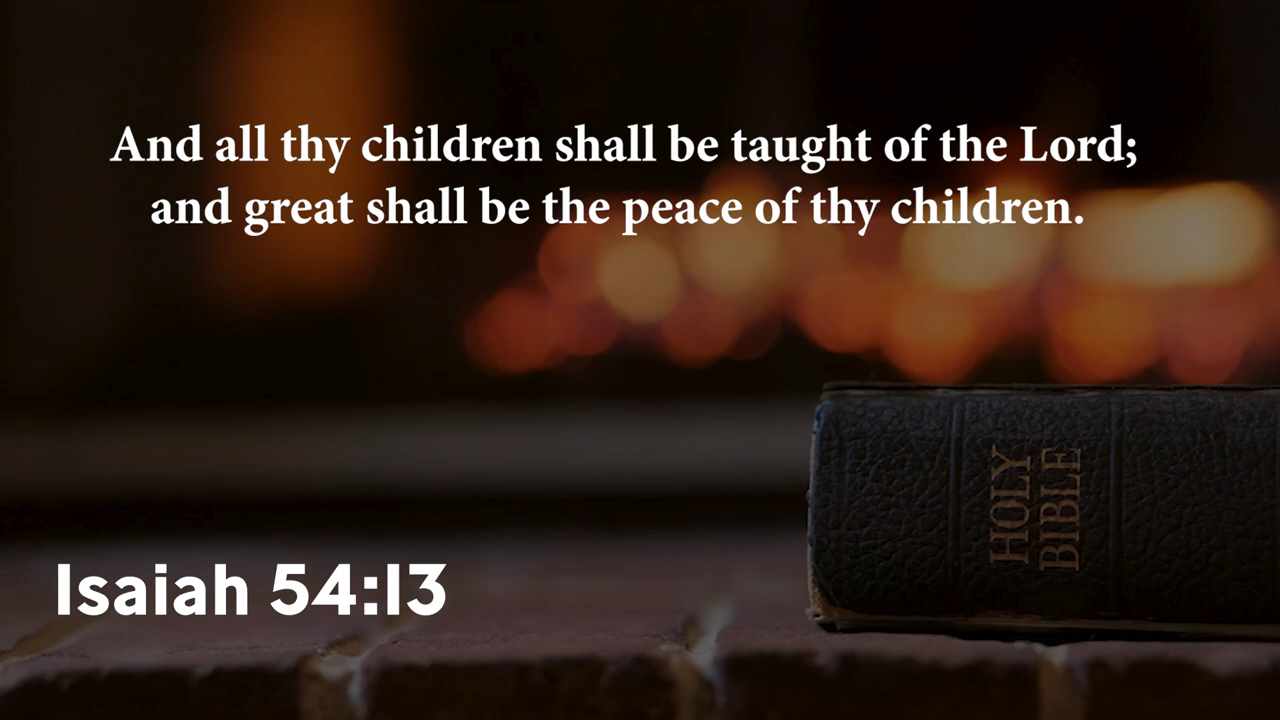 And all thy children shall be taught of the Lord;
and great shall be the peace of thy children.
HOLY
BIBLE
Isaiah 54:13